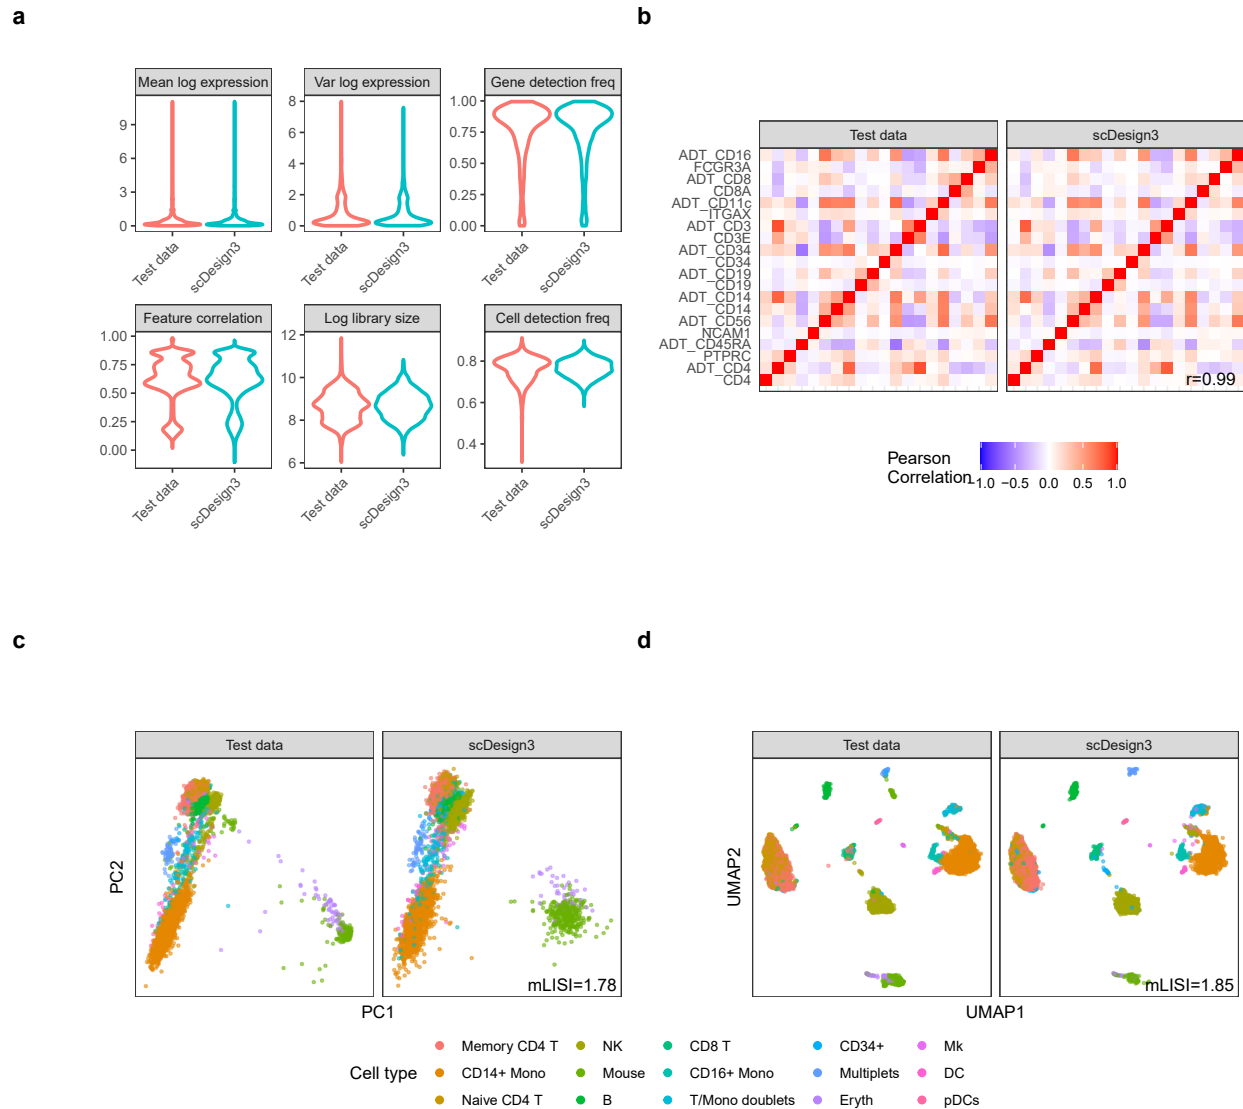 a
Mean log expression
Var log expression
Gene detection freq
9
6
3
0
8
6
4
2
0
1.00
0.75
0.50
0.25
0.00
Test data
scDesign3
Test data
scDesign3
Test data
scDesign3
Feature correlation
Log library size
Cell detection freq
1.00
0.75
0.50
0.25
0.00
12
10
8
6
0.8
0.6
0.4
Test data
scDesign3
Test data
scDesign3
Test data
scDesign3
b
Test data
scDesign3
ADT_CD16
FCGR3A
ADT_CD8
CD8A
ADT_CD11c
ITGAX
ADT_CD3
CD3E
ADT_CD34
CD34
ADT_CD19
CD19
ADT_CD14
CD14
ADT_CD56
NCAM1
ADT_CD45RA
PTPRC
ADT_CD4
CD4
r=0.99
Pearson
Correlation
-1.0 −0.5 0.0 0.5 1.0
c
Test data
scDesign3
PC2
mLISI=1.78
PC1
d
Test data
scDesign3
UMAP2
mLISI=1.85
UMAP1
Cell type
Memory CD4 T
NK
CD8 T
CD34+
Mk
CD14+ Mono
Mouse
CD16+ Mono
Multiplets
DC
Naive CD4 T
B
T/Mono doublets
Eryth
pDCs